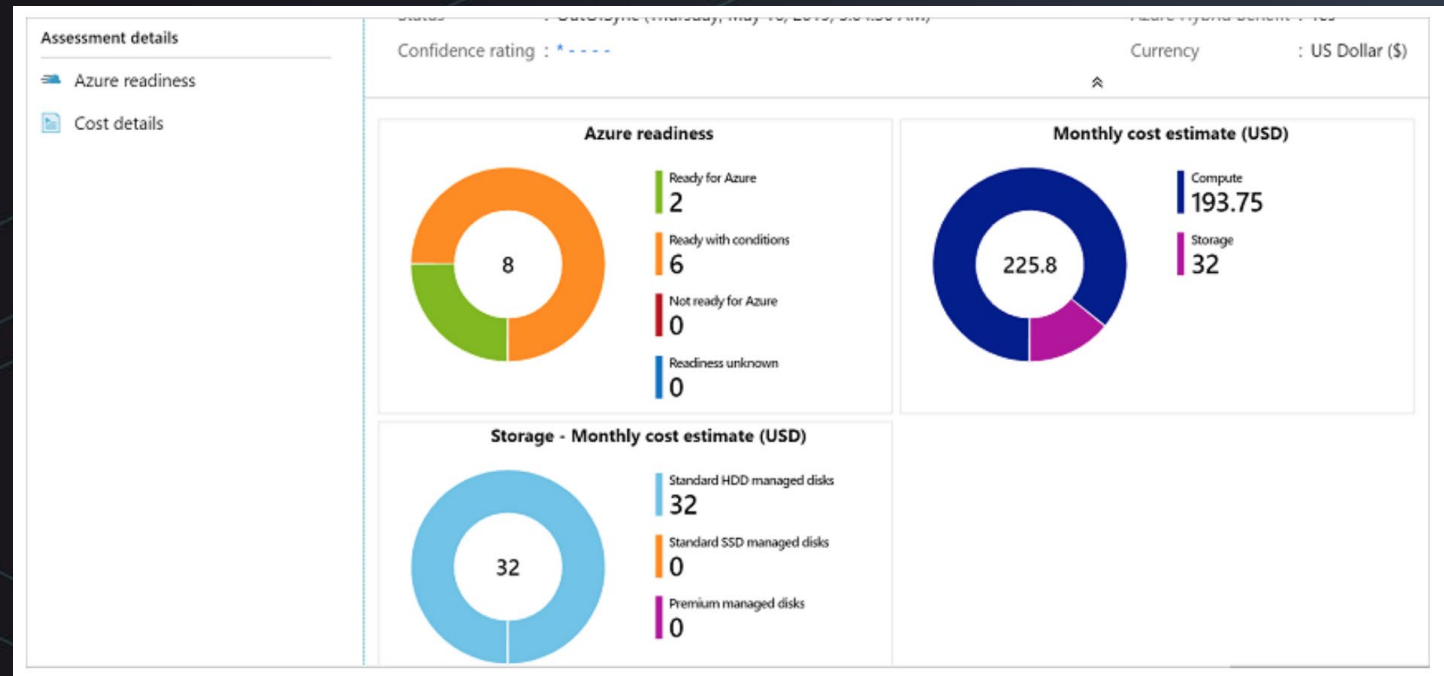 Assessment details
Azure readiness
Cost details
Confidence rating : * - - - -
Currency : US Dollar ($)
Azure readiness
8
Ready for Azure
2
Ready with conditions
6
Not ready for Azure
0
Readiness unknown
0
Monthly cost estimate (USD)
225.8
Compute
193.75
Storage
32
Storage - Monthly cost estimate (USD)
32
Standard HDD managed disks
32
Standard SSD managed disks
0
Premium managed disks
0